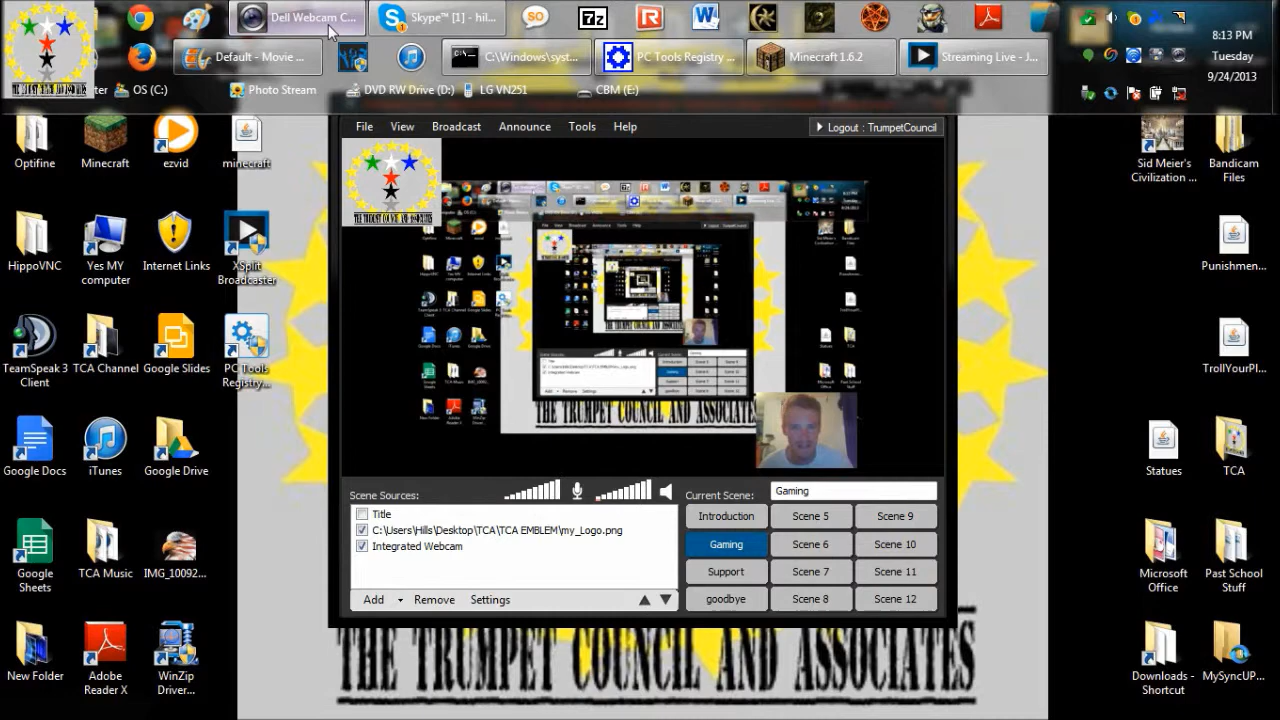 Dell Webcam C...
Skype™ [1] - hil...
Default - Movie ...
C:\Windows\syst...
PC Tools Registry ...
Minecraft 1.6.2
Streaming Live - J...
8:13 PM
Tuesday
9/24/2013
OS (C:)
Photo Stream
DVD RW Drive (D:)
LG VN251
CBM (E:)
THE TRUMPET COUNCIL AND ASSOCIATES
Optifine
Minecraft
ezvid
minecraft
HippoVNC
Yes MY computer
Internet Links
XSplit Broadcaster
TeamSpeak 3 Client
TCA Channel
Google Slides
PC Tools Registry...
Google Docs
iTunes
Google Drive
Google Sheets
TCA Music
IMG_10092...
New Folder
Adobe Reader X
WinZip Driver...
File
View
Broadcast
Announce
Tools
Help
Logout : TrumpetCouncil
THE TRUMPET COUNCIL AND ASSOCIATES
Scene Sources:
Title
C:\Users\Hills\Desktop\TCA\TCA EMBLEM\my_Logo.png
Integrated Webcam
Add
Remove
Settings
Current Scene:
Gaming
Introduction
Scene 5
Scene 9
Gaming
Scene 6
Scene 10
Support
Scene 7
Scene 11
goodbye
Scene 8
Scene 12
Sid Meier's Civilization ...
Bandicam Files
Punishmen...
TrollYourPl...
Statues
TCA
Microsoft Office
Past School Stuff
Downloads - Shortcut
MySyncUP...
THE TRUMPET COUNCIL AND ASSOCIATES